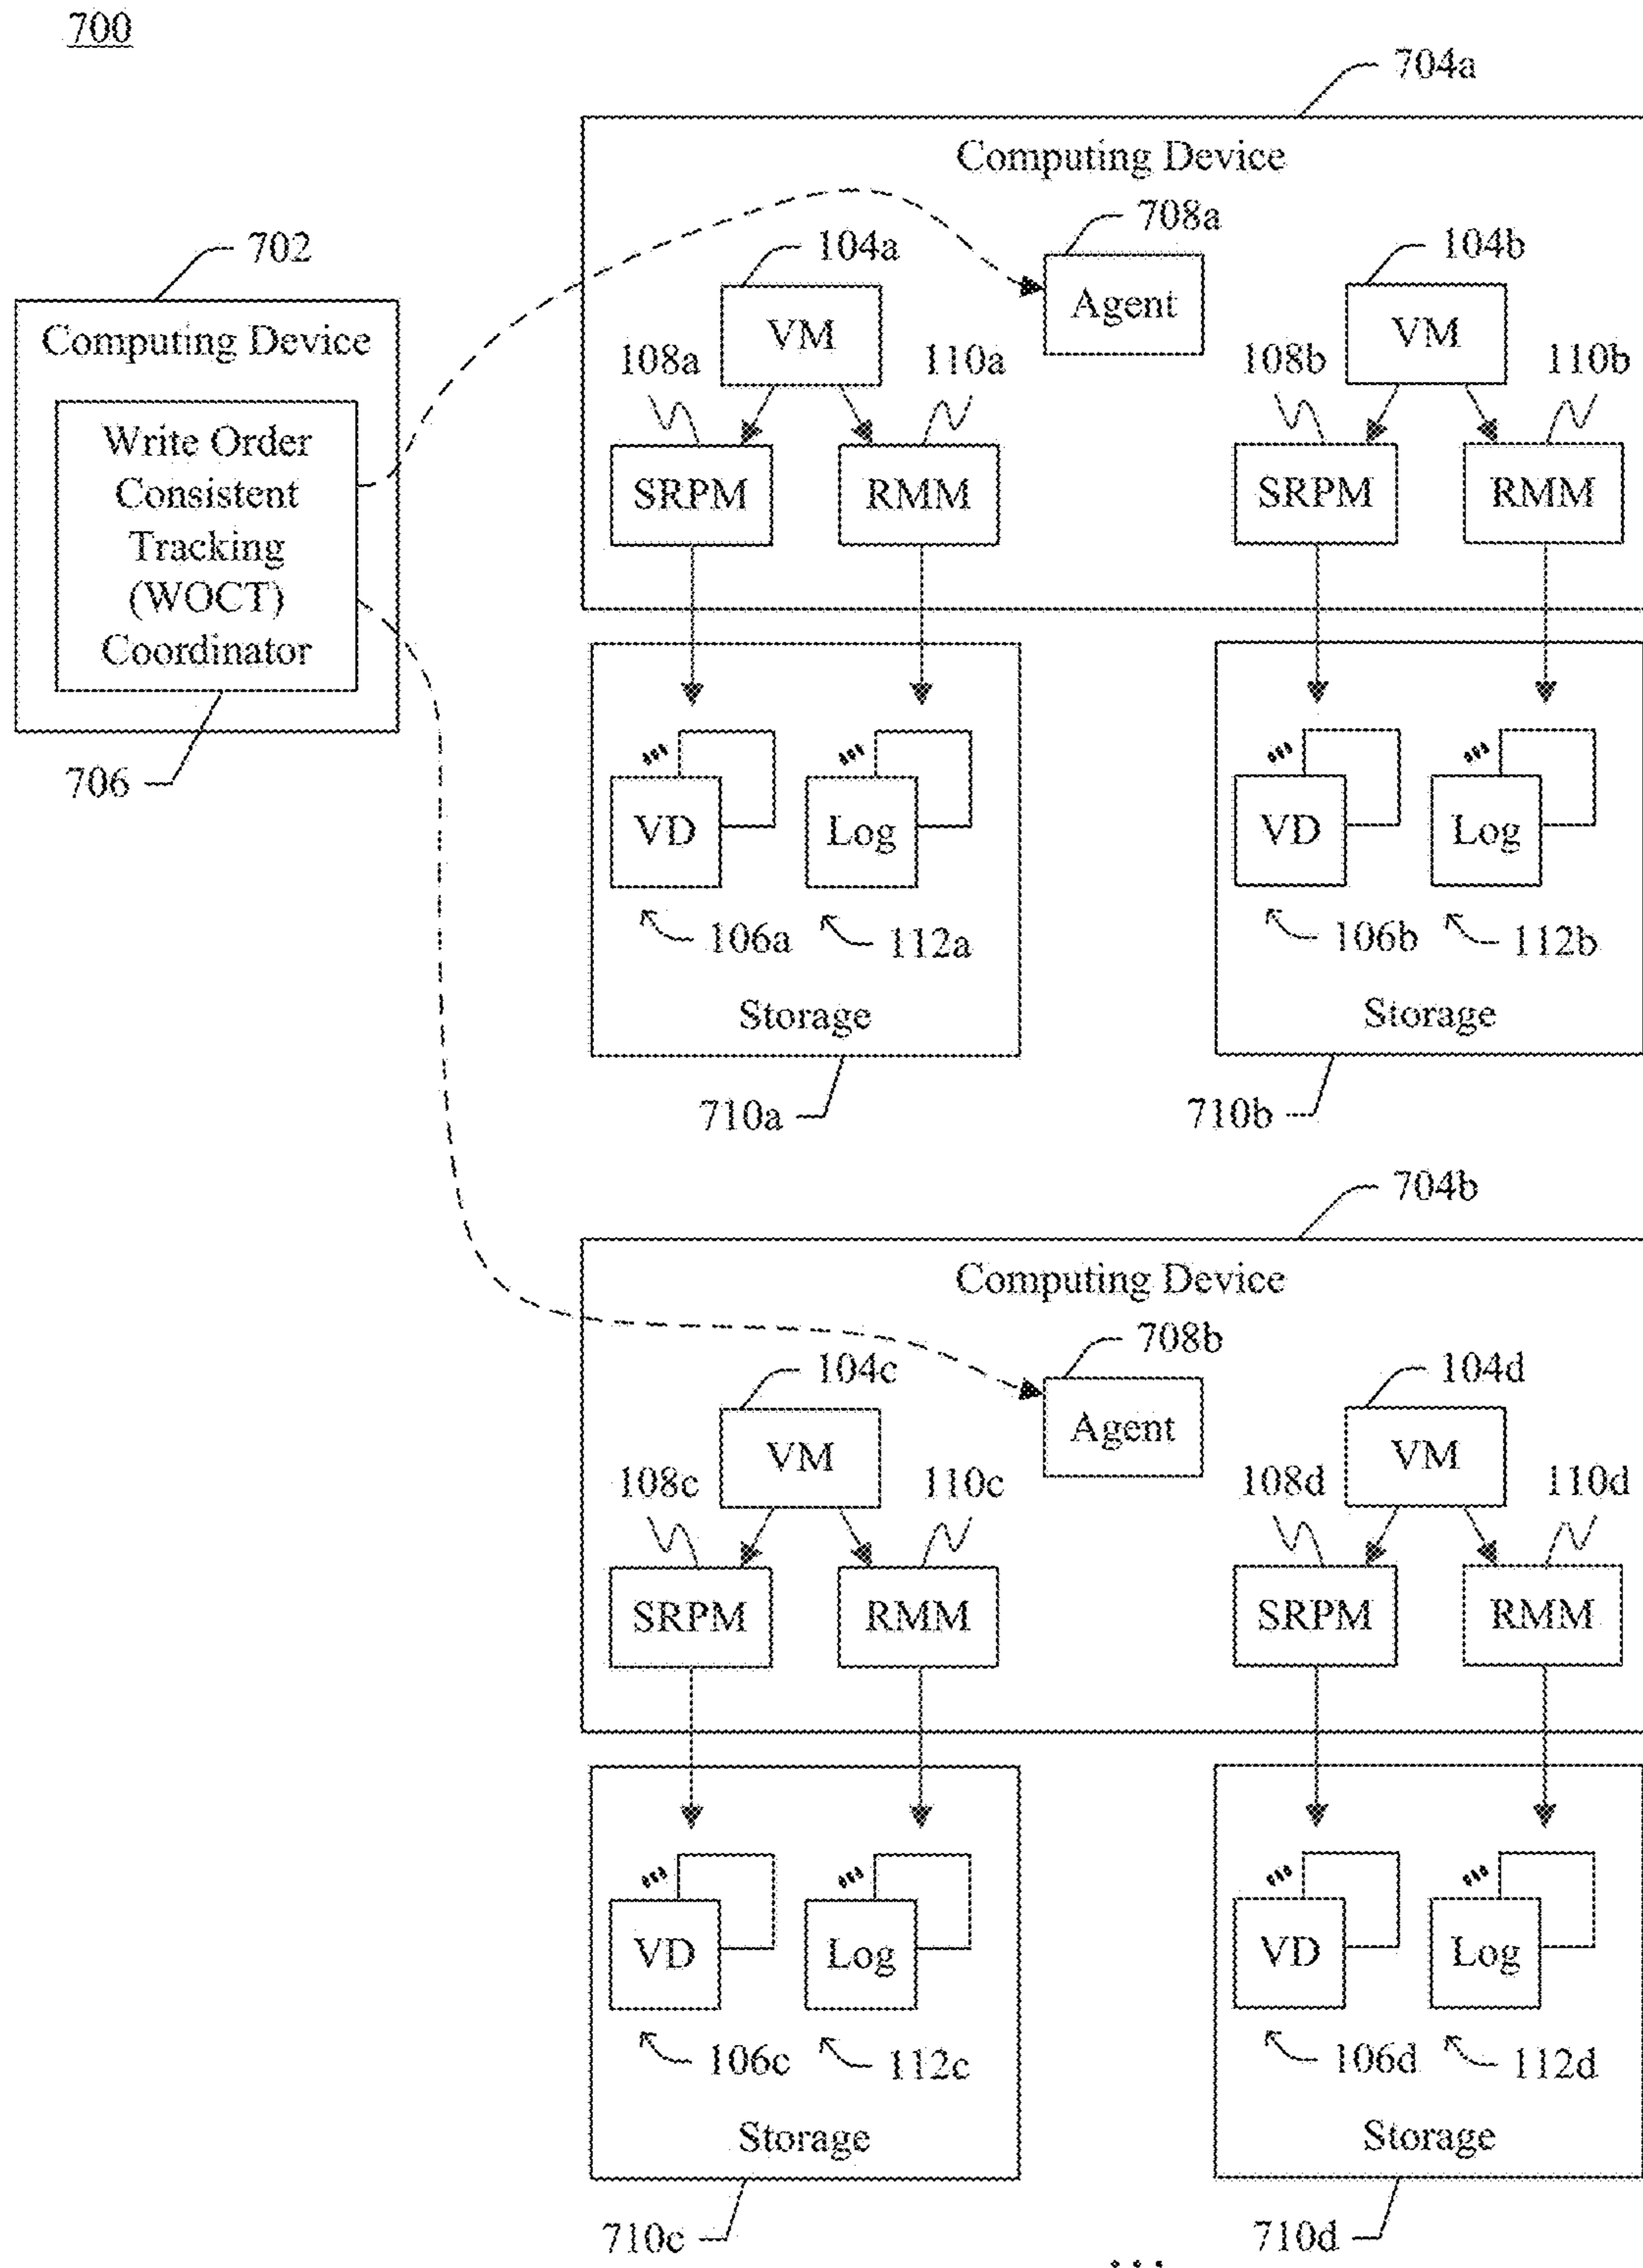 700
704a
Computing Device
702
708a
104a
104b
Computing Device
Agent
VM
VM
108a
110a
108b
110b
Write Order
Consistent
Tracking
(WOCT)
Coordinator
SRPM
RMM
SRPM
RMM
706
VD
Log
VD
Log
106a
112a
106b
112b
Storage
Storage
710a
710b
704b
Computing Device
708b
104c
104d
Agent
VM
VM
108c
110c
108d
110d
SRPM
RMM
SRPM
RMM
VD
Log
VD
Log
106c
112c
106d
112d
Storage
Storage
710c
710d
...